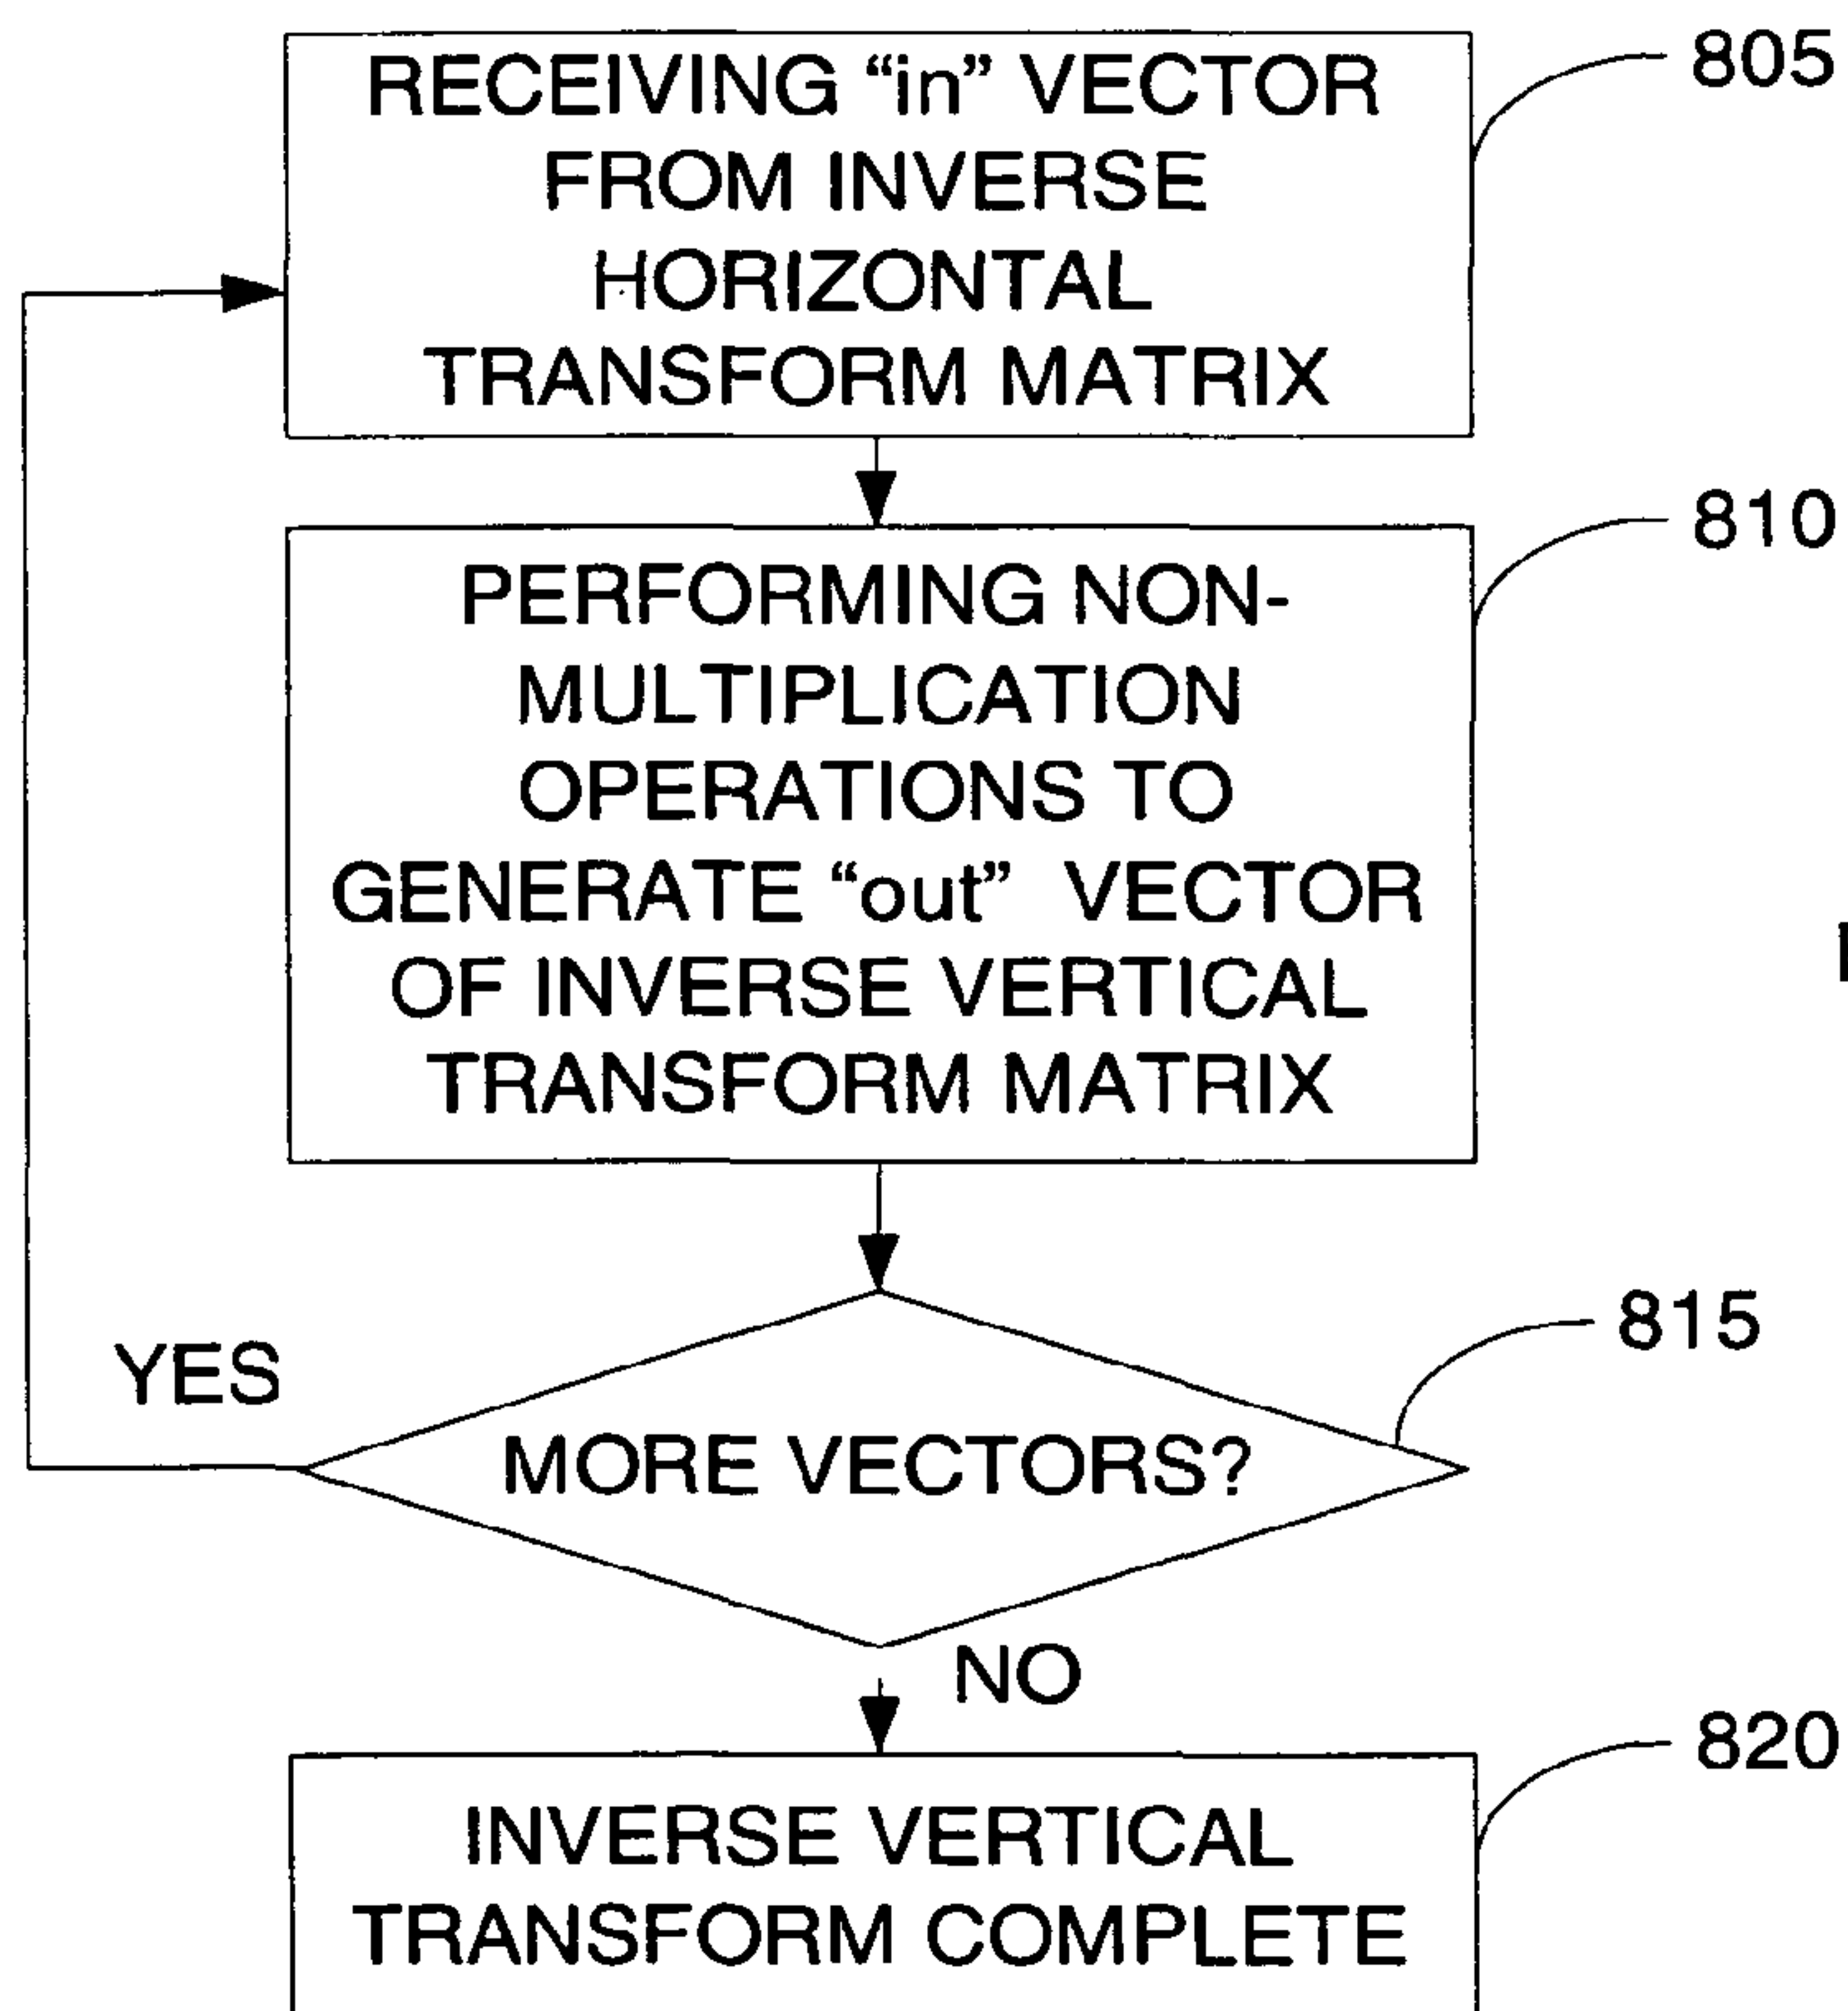 RECEIVING “in” VECTOR
FROM INVERSE
HORIZONTAL
TRANSFORM MATRIX
805
PERFORMING NON-
MULTIPLICATION
OPERATIONS TO
GENERATE “out” VECTOR
OF INVERSE VERTICAL
TRANSFORM MATRIX
810
MORE VECTORS?
815
YES
NO
INVERSE VERTICAL
TRANSFORM COMPLETE
820